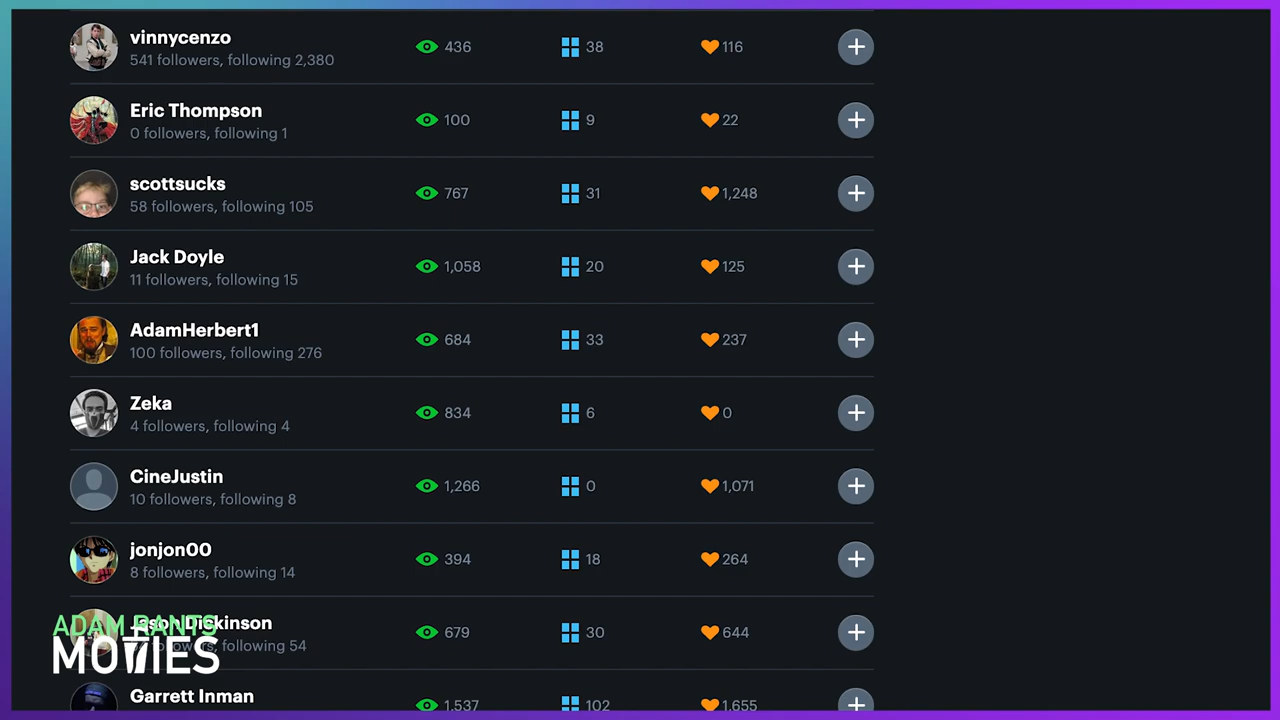 vinnycenzo
541 followers, following 2,380
436
38
116
Eric Thompson
0 followers, following 1
100
9
22
scottsucks
58 followers, following 105
767
31
1,248
Jack Doyle
11 followers, following 15
1,058
20
125
AdamHerbert1
100 followers, following 276
684
33
237
Zeka
4 followers, following 4
834
6
0
CineJustin
10 followers, following 8
1,266
0
1,071
jonjon00
8 followers, following 14
394
18
264
Jason Dickinson
followers, following 54
679
30
644
ADAM RANTS
MOVIES
Garrett Inman
1,537
102
1,655